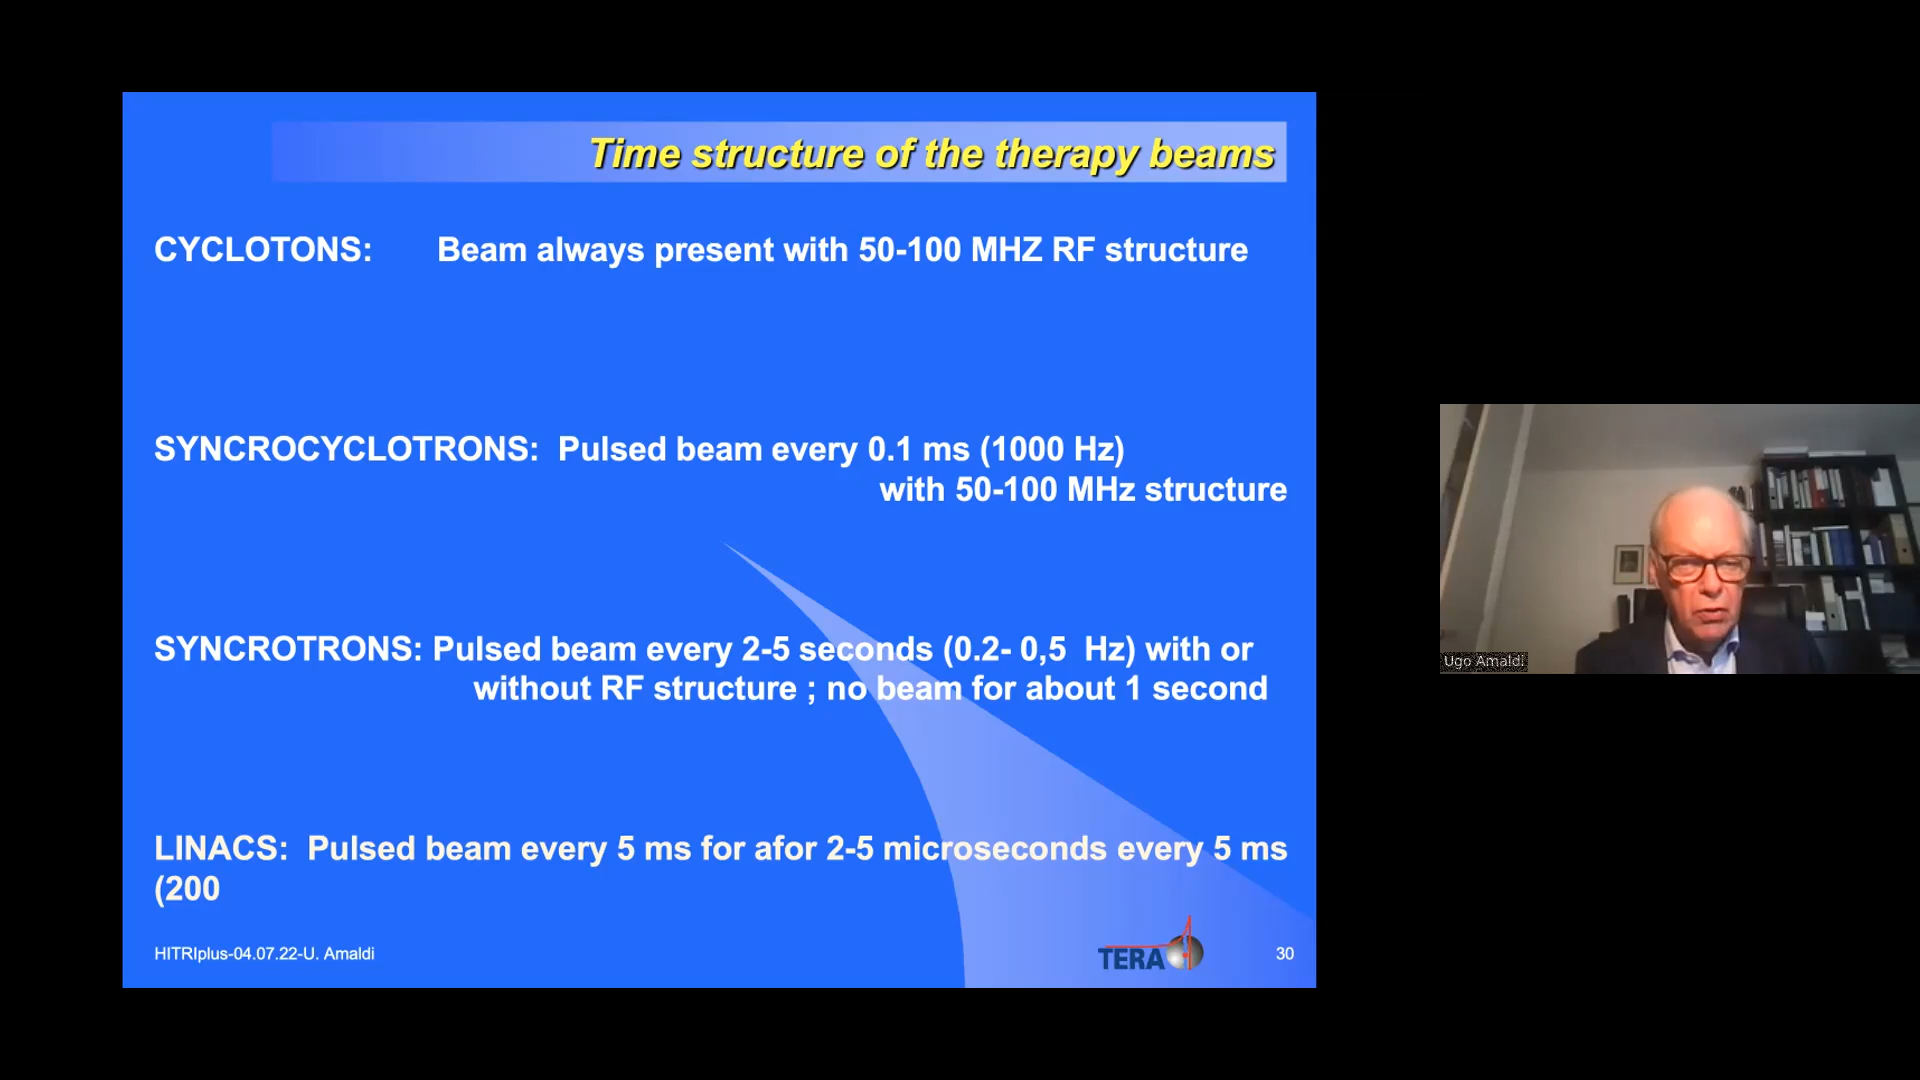 Time structure of the therapy beams
CYCLOTONS: Beam always present with 50-100 MHZ RF structure
SYNCROCYCLOTRONS: Pulsed beam every 0.1 ms (1000 Hz)
with 50-100 MHz structure
SYNCROTRONS: Pulsed beam every 2-5 seconds (0.2- 0,5 Hz) with or
without RF structure ; no beam for about 1 second
LINACS: Pulsed beam every 5 ms for afor 2-5 microseconds every 5 ms
(200
HITRIplus-04.07.22-U. Amaldi
TERA
30
Ugo Amaldi